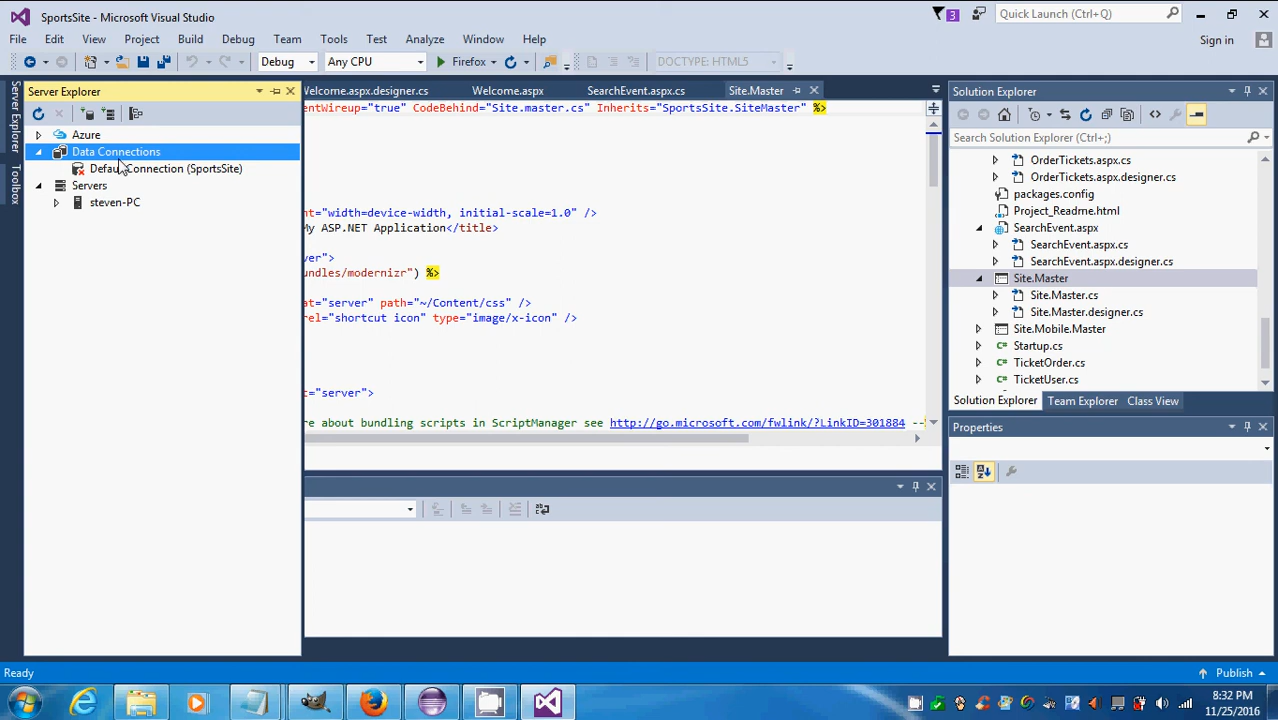 SportsSite - Microsoft Visual Studio
3
Quick Launch (Ctrl+Q)
File Edit View Project Build Debug Team Tools Test Analyze Window Help
Sign in
Debug Any CPU Firefox DOCTYPE: HTML5
Server Explorer
Toolbox
Server Explorer
Azure
Data Connections
Connection (SportsSite)
Servers
steven-PC
Welcome.aspx.designer.cs Welcome.aspx SearchEvent.aspx.cs Site.Master
entWireup="true" CodeBehind="Site.master.cs" Inherits="SportsSite.SiteMaster" %>
nt="width=device-width, initial-scale=1.0" />
My ASP.NET Application</title>
ver">
bundles/modernizr") %>
at="server" path="~/Content/css" />
rel="shortcut icon" type="image/x-icon" />
t="server">
re about bundling scripts in ScriptManager see http://go.microsoft.com/fwlink/?LinkID=301884 --%
Solution Explorer
Search Solution Explorer (Ctrl+;)
OrderTickets.aspx.cs
OrderTickets.aspx.designer.cs
packages.config
Project_Readme.html
SearchEvent.aspx
SearchEvent.aspx.cs
SearchEvent.aspx.designer.cs
Site.Master
Site.Master.cs
Site.Master.designer.cs
Site.Mobile.Master
Startup.cs
TicketOrder.cs
TicketUser.cs
Solution Explorer Team Explorer Class View
Properties
Ready
Publish
8:32 PM
11/25/2016